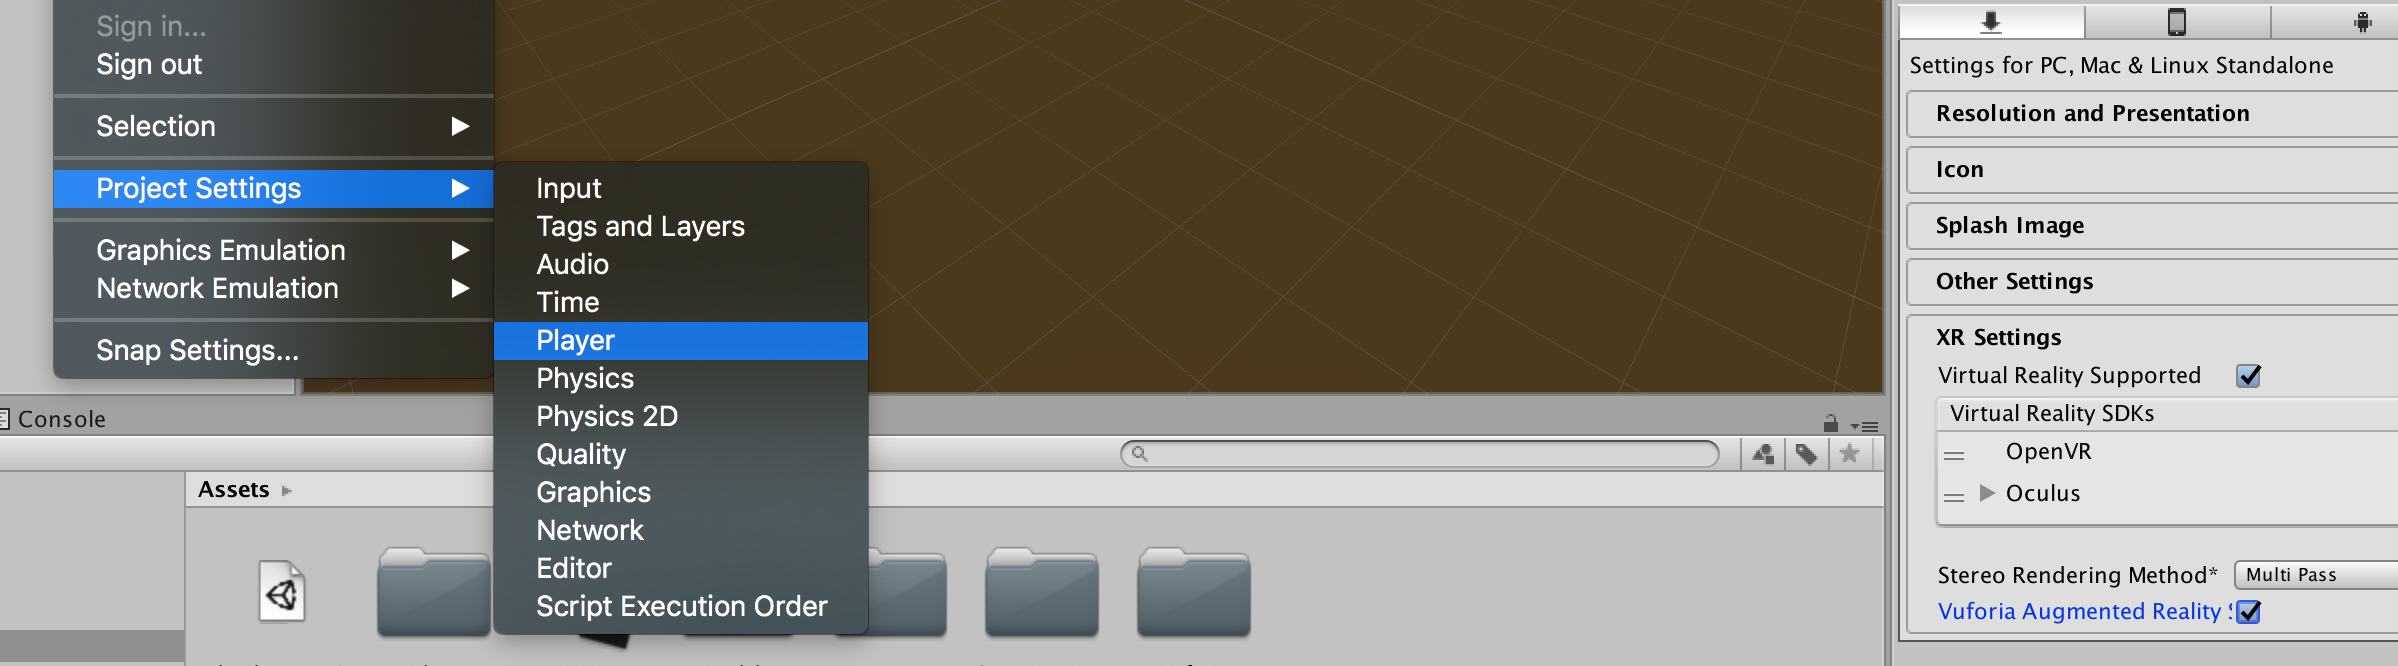 Sign in...
Sign out
Selection
Project Settings
Graphics Emulation
Network Emulation
Snap Settings...
Input
Tags and Layers
Audio
Time
Player
Physics
Physics 2D
Quality
Graphics
Network
Editor
Script Execution Order
Console
Assets
Settings for PC, Mac & Linux Standalone
Resolution and Presentation
Icon
Splash Image
Other Settings
XR Settings
Virtual Reality Supported
Virtual Reality SDKs
OpenVR
Oculus
Stereo Rendering Method* Multi Pass
Vuforia Augmented Reality S